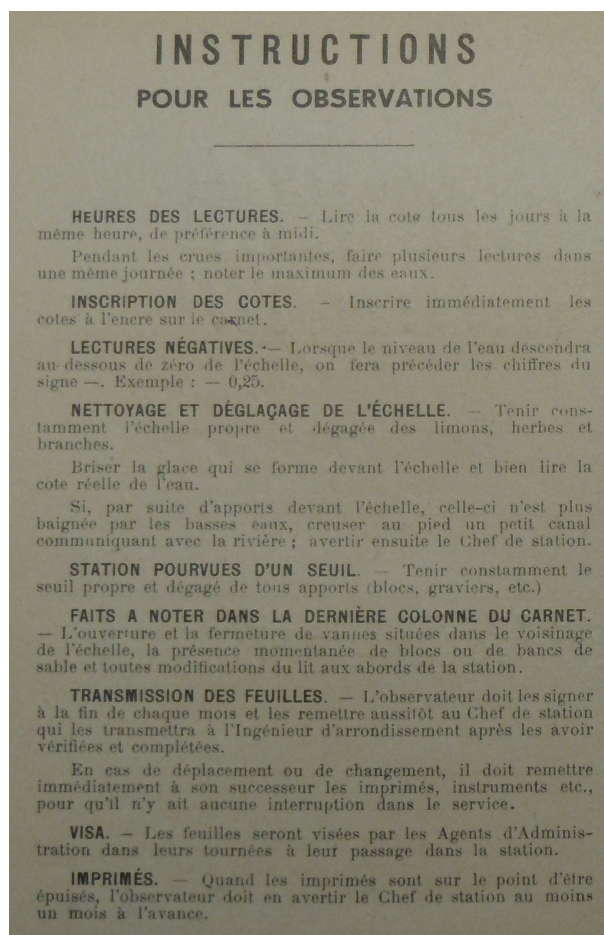 INSTRUCTIONS
POUR LES OBSERVATIONS
HEURES DES LECTURES. — Lire la cote tous les jours à la
même heure, de préférence à midi.
Pendant les crues importantes, faire plusieurs lectures dans
une même journée ; noter le maximum des eaux.
INSCRIPTION DES COTES. — Inscrire immédiatement les
cotes à l'encre sur le carnet.
LECTURES NÉGATIVES. — Lorsque le niveau de l'eau descendra
au-dessous de zéro de l'échelle, on fera précéder les chiffres du
signe —. Exemple : — 0,25.
NETTOYAGE ET DÉGLAÇAGE DE L'ÉCHELLE. — Tenir cons-
tamment l'échelle propre et dégagée des limons, herbes et
branches.
Briser la glace qui se forme devant l'échelle et bien lire la
cote réelle de l'eau.
Si, par suite d'apports devant l'échelle, celle-ci n'est plus
baignée par les basses eaux, creuser au pied un petit canal
communiquant avec la rivière ; avertir ensuite le Chef de station.
STATION POURVUES D'UN SEUIL. — Tenir constamment le
seuil propre et dégagé de tous apports (blocs, graviers, etc.)
FAITS A NOTER DANS LA DERNIÈRE COLONNE DU CARNET.
— L'ouverture et la fermeture de vannes situées dans le voisinage
de l'échelle, la présence momentanée de blocs ou de bancs de
sable et toutes modifications du lit aux abords de la station.
TRANSMISSION DES FEUILLES. — L'observateur doit les signer
à la fin de chaque mois et les remettre aussitôt au Chef de station
qui les transmettra à l'Ingénieur d'arrondissement après les avoir
vérifiées et complétées.
En cas de déplacement ou de changement, il doit remettre
immédiatement à son successeur les imprimés, instruments etc.,
pour qu'il n'y ait aucune interruption dans le service.
VISA. — Les feuilles seront visées par les Agents d'Adminis-
tration dans leurs tournées à leur passage dans la station.
IMPRIMÉS. — Quand les imprimés sont sur le point d'être
épuisés, l'observateur doit en avertir le Chef de station au moins
un mois à l'avance.